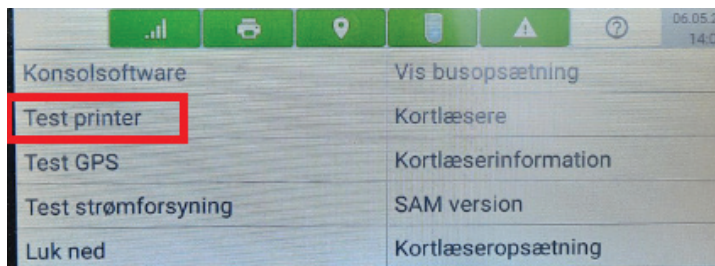 06.05.2
14:0
Konsolsoftware
Vis busopsætning
Test printer
Kortlæsere
Test GPS
Kortlæserinformation
Test strømforsyning
SAM version
Luk ned
Kortlæseropsætning